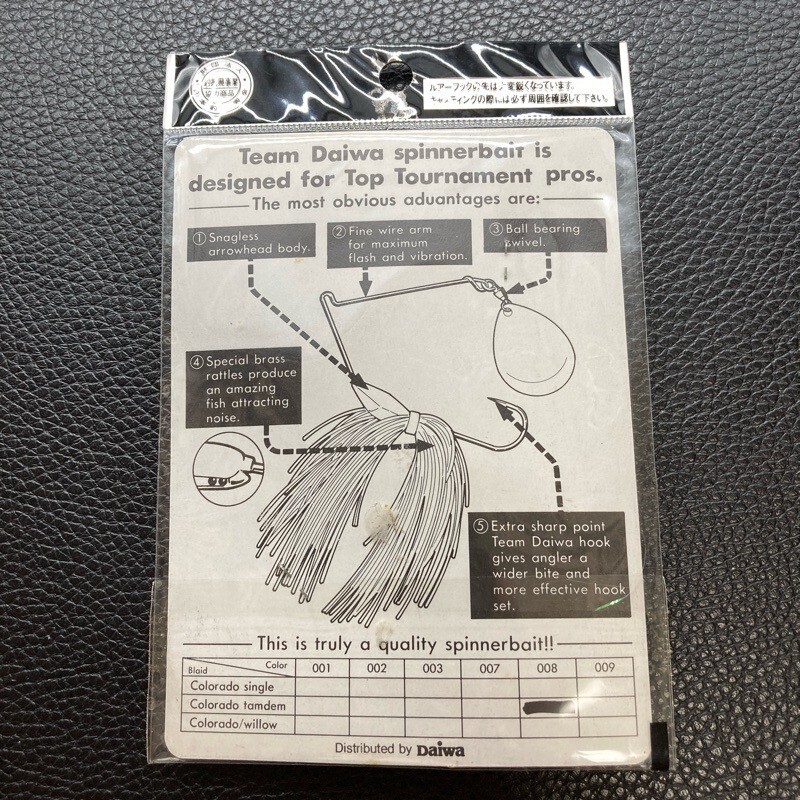 協力商品
ルアーフックの先は大変鋭くなっています。
キャスティングの際には必ず周囲を確認して下さい。
Team Daiwa spinnerbait is
designed for Top Tournament pros.
The most obvious aduantages are:
① Snagless
arrowhead body.
② Fine wire arm
for maximum
flash and vibration.
③ Ball bearing
swivel.
④ Special brass
rattles produce
an amazing
fish attracting
noise.
⑤ Extra sharp point
Team Daiwa hook
gives angler a
wider bite and
more effective hook
set.
This is truly a quality spinnerbait!!
Blaid Color 001 002 003 007 008 009
Colorado single
Colorado tamdem
Colorado/willow
Distributed by Daiwa